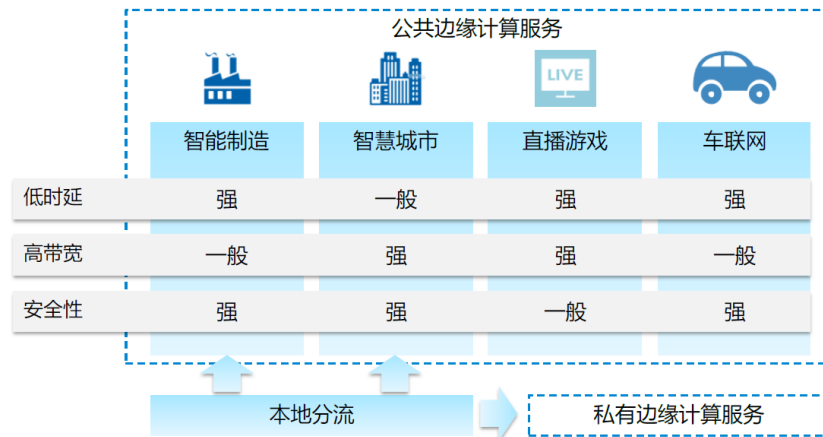 公共边缘计算服务
LIVE
智能制造 智慧城市 直播游戏 车联网
低时延 强 一般 强 强
高带宽 一般 强 强 一般
安全性 强 强 一般 强
本地分流 私有边缘计算服务